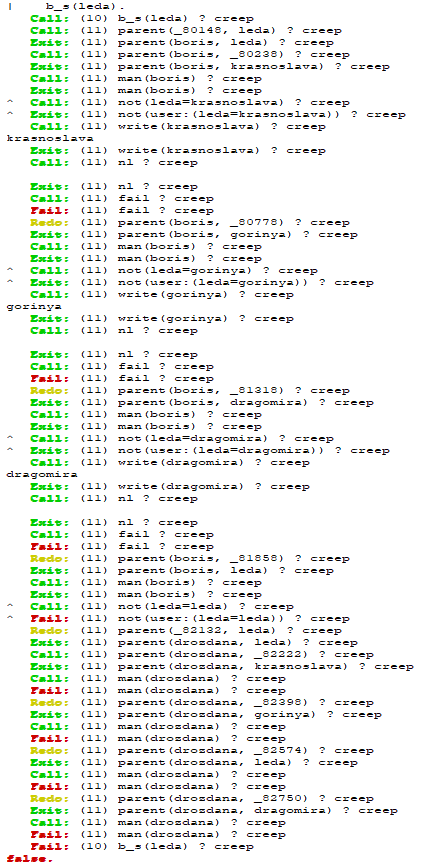 |    b_s(leda).
   Call: (10) b_s(leda) ? creep
   Call: (11) parent(_80148, leda) ? creep
   Exit: (11) parent(boris, leda) ? creep
   Call: (11) parent(boris, _80238) ? creep
   Exit: (11) parent(boris, krasnoslava) ? creep
   Call: (11) man(boris) ? creep
   Exit: (11) man(boris) ? creep
^  Call: (11) not(leda=krasnoslava) ? creep
^  Exit: (11) not(user:(leda=krasnoslava)) ? creep
   Call: (11) write(krasnoslava) ? creep
krasnoslava
   Exit: (11) write(krasnoslava) ? creep
   Call: (11) nl ? creep

   Exit: (11) nl ? creep
   Call: (11) fail ? creep
   Fail: (11) fail ? creep
   Redo: (11) parent(boris, _80778) ? creep
   Exit: (11) parent(boris, gorinya) ? creep
   Call: (11) man(boris) ? creep
   Exit: (11) man(boris) ? creep
^  Call: (11) not(leda=gorinya) ? creep
^  Exit: (11) not(user:(leda=gorinya)) ? creep
   Call: (11) write(gorinya) ? creep
gorinya
   Exit: (11) write(gorinya) ? creep
   Call: (11) nl ? creep

   Exit: (11) nl ? creep
   Call: (11) fail ? creep
   Fail: (11) fail ? creep
   Redo: (11) parent(boris, _81318) ? creep
   Exit: (11) parent(boris, dragomira) ? creep
   Call: (11) man(boris) ? creep
   Exit: (11) man(boris) ? creep
^  Call: (11) not(leda=dragomira) ? creep
^  Exit: (11) not(user:(leda=dragomira)) ? creep
   Call: (11) write(dragomira) ? creep
dragomira
   Exit: (11) write(dragomira) ? creep
   Call: (11) nl ? creep

   Exit: (11) nl ? creep
   Call: (11) fail ? creep
   Fail: (11) fail ? creep
   Redo: (11) parent(boris, _81858) ? creep
   Exit: (11) parent(boris, leda) ? creep
   Call: (11) man(boris) ? creep
   Exit: (11) man(boris) ? creep
^  Call: (11) not(leda=leda) ? creep
^  Fail: (11) not(user:(leda=leda)) ? creep
   Redo: (11) parent(_82132, leda) ? creep
   Exit: (11) parent(drozdana, leda) ? creep
   Call: (11) parent(drozdana, _82222) ? creep
   Exit: (11) parent(drozdana, krasnoslava) ? creep
   Call: (11) man(drozdana) ? creep
   Fail: (11) man(drozdana) ? creep
   Redo: (11) parent(drozdana, _82398) ? creep
   Exit: (11) parent(drozdana, gorinya) ? creep
   Call: (11) man(drozdana) ? creep
   Fail: (11) man(drozdana) ? creep
   Redo: (11) parent(drozdana, _82574) ? creep
   Exit: (11) parent(drozdana, leda) ? creep
   Call: (11) man(drozdana) ? creep
   Fail: (11) man(drozdana) ? creep
   Redo: (11) parent(drozdana, _82750) ? creep
   Exit: (11) parent(drozdana, dragomira) ? creep
   Call: (11) man(drozdana) ? creep
   Fail: (11) man(drozdana) ? creep
   Fail: (10) b_s(leda) ? creep
false.